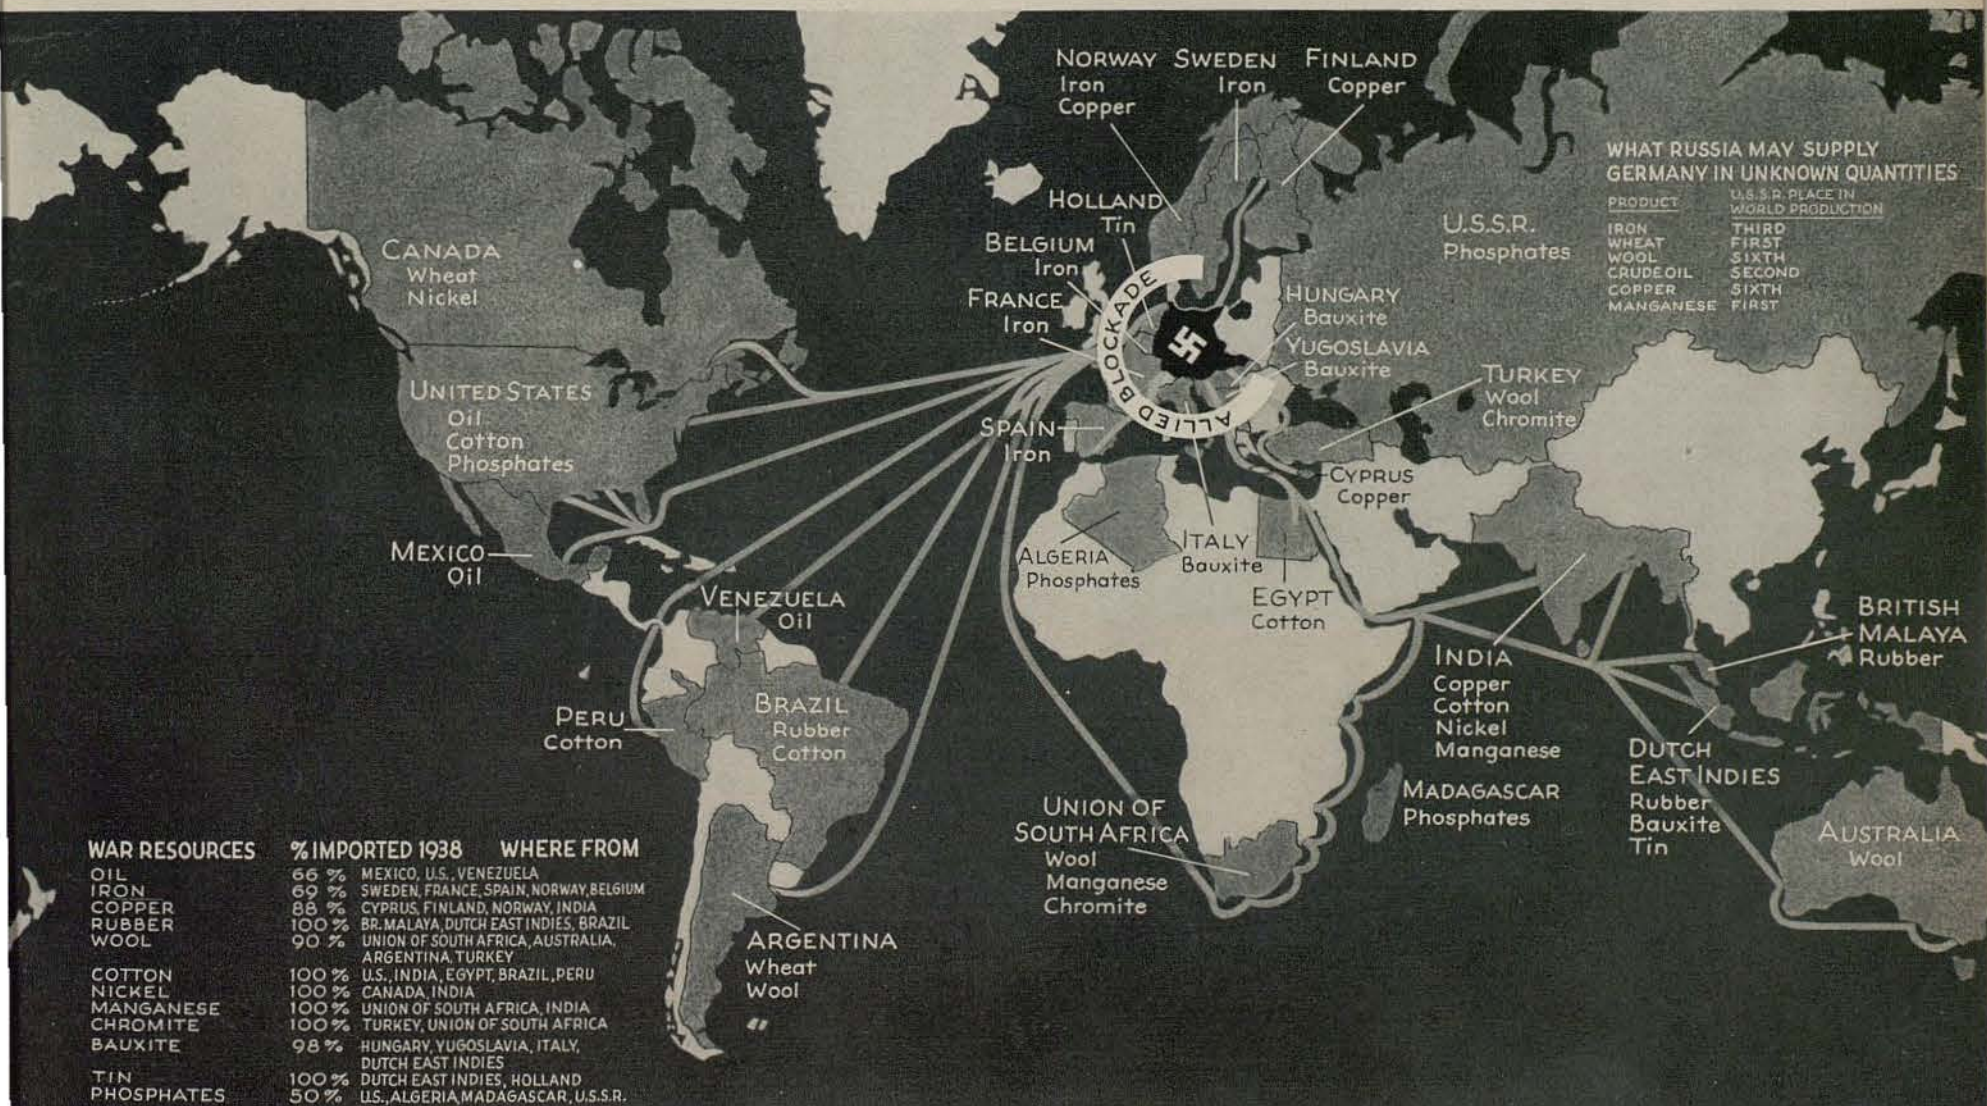 NORWAY
Iron
Copper
SWEDEN
Iron
FINLAND
Copper
WHAT RUSSIA MAY SUPPLY
GERMANY IN UNKNOWN QUANTITIES
PRODUCT U.S.S.R. PLACE IN
WORLD PRODUCTION
IRON THIRD
WHEAT FIRST
WOOL SIXTH
CRUDE OIL SECOND
COPPER SIXTH
MANGANESE FIRST
HOLLAND
Tin
BELGIUM
Iron
FRANCE
Iron
U.S.S.R.
Phosphates
CANADA
Wheat
Nickel
ALLIED BLOCKADE
HUNGARY
Bauxite
YUGOSLAVIA
Bauxite
TURKEY
Wool
Chromite
UNITED STATES
Oil
Cotton
Phosphates
SPAIN
Iron
CYPRUS
Copper
MEXICO
Oil
ALGERIA
Phosphates
ITALY
Bauxite
EGYPT
Cotton
VENEZUELA
Oil
BRITISH
MALAYA
Rubber
INDIA
Copper
Cotton
Nickel
Manganese
PERU
Cotton
BRAZIL
Rubber
Cotton
DUTCH
EAST INDIES
Rubber
Bauxite
Tin
MADAGASCAR
Phosphates
UNION OF
SOUTH AFRICA
Wool
Manganese
Chromite
AUSTRALIA
Wool
ARGENTINA
Wheat
Wool
WAR RESOURCES % IMPORTED 1938 WHERE FROM
OIL 66 % MEXICO, U.S., VENEZUELA
IRON 69 % SWEDEN, FRANCE, SPAIN, NORWAY, BELGIUM
COPPER 88 % CYPRUS, FINLAND, NORWAY, INDIA
RUBBER 100 % BR. MALAYA, DUTCH EAST INDIES, BRAZIL
WOOL 90 % UNION OF SOUTH AFRICA, AUSTRALIA,
ARGENTINA, TURKEY
COTTON 100 % U.S., INDIA, EGYPT, BRAZIL, PERU
NICKEL 100 % CANADA, INDIA
MANGANESE 100 % UNION OF SOUTH AFRICA, INDIA
CHROMITE 100 % TURKEY, UNION OF SOUTH AFRICA
BAUXITE 98 % HUNGARY, YUGOSLAVIA, ITALY,
DUTCH EAST INDIES
TIN 100 % DUTCH EAST INDIES, HOLLAND
PHOSPHATES 50 % U.S., ALGERIA, MADAGASCAR, U.S.S.R.